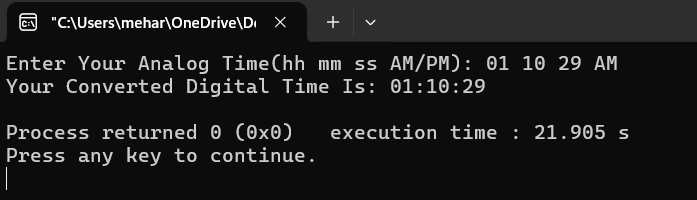 "C:\Users\mehar\OneDrive\De
Enter Your Analog Time(hh mm ss AM/PM): 01 10 29 AM
Your Converted Digital Time Is: 01:10:29
Process returned 0 (0x0)   execution time : 21.905 s
Press any key to continue.